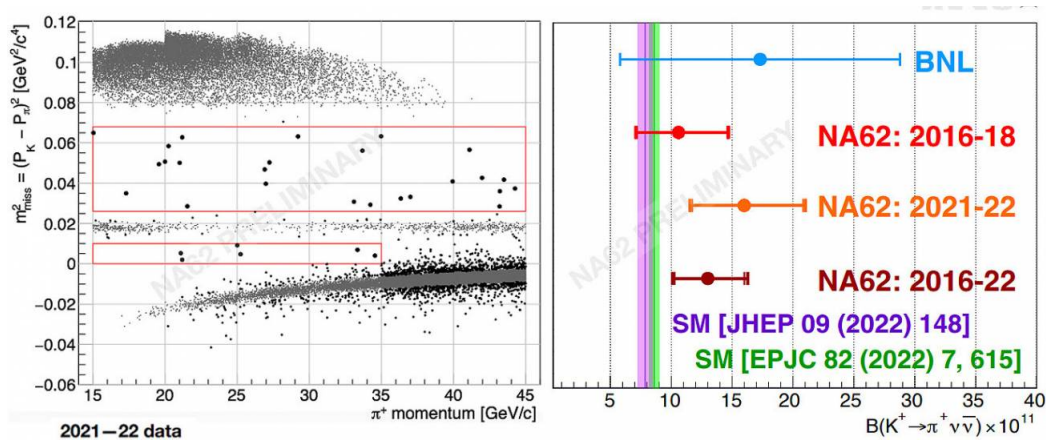 0.12
0.1
0.08
0.06
0.04
0.02
0
−0.02
−0.04
−0.06
m²miss = (P_K − P_π)² [GeV²/c⁴]
NA62 PRELIMINARY
15 20 25 30 35 40 45
π⁺ momentum [GeV/c]
2021—22 data
BNL
NA62: 2016-18
NA62: 2021-22
NA62: 2016-22
SM [JHEP 09 (2022) 148]
SM [EPJC 82 (2022) 7, 615]
NA62 PRELIMINARY
0 5 10 15 20 25 30 35 40
B(K⁺→π⁺νν̅) × 10¹¹